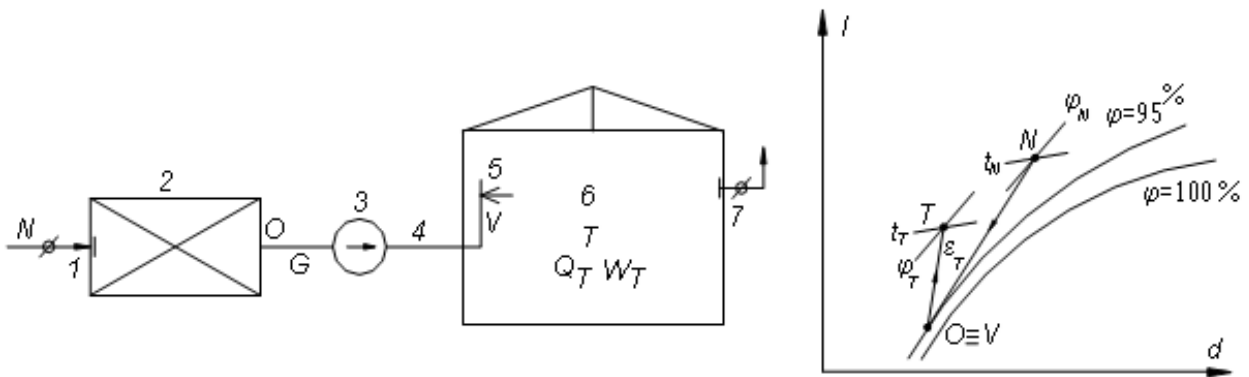 N
1
2
O
G
3
4
5
V
6
T
Q_T W_T
7
I
φ_N
φ=95%
N
t_N
φ=100%
T
t_T
ε_T
φ_T
O≡V
d